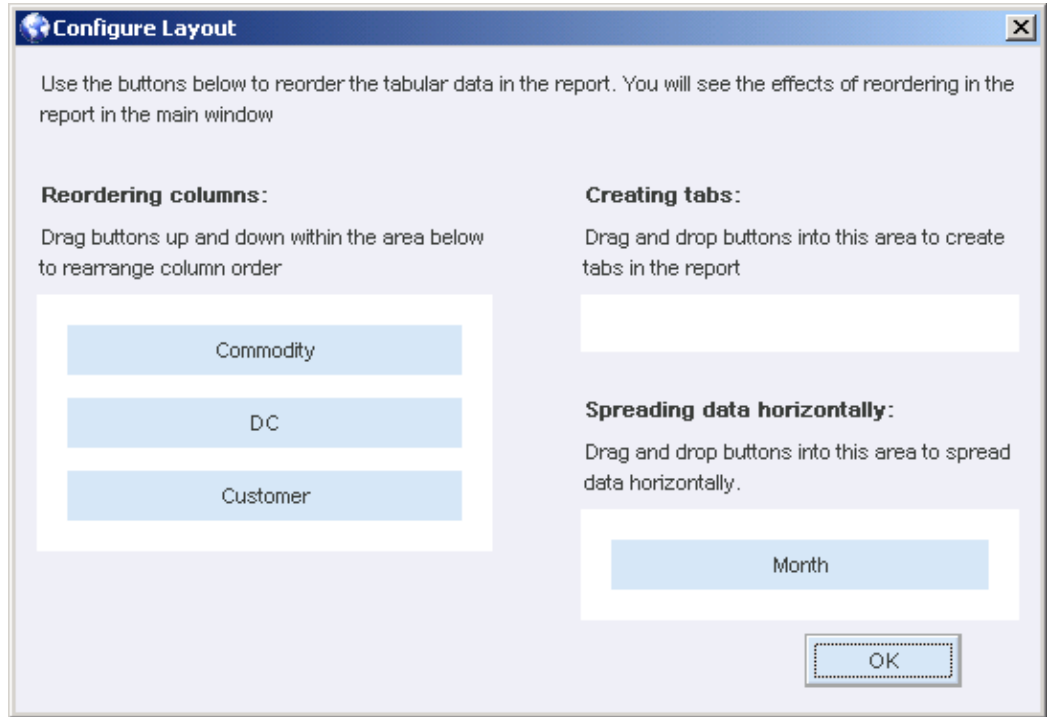 Configure Layout
Use the buttons below to reorder the tabular data in the report. You will see the effects of reordering in the
report in the main window
Reordering columns:
Drag buttons up and down within the area below
to rearrange column order
Commodity
DC
Customer
Creating tabs:
Drag and drop buttons into this area to create
tabs in the report
Spreading data horizontally:
Drag and drop buttons into this area to spread
data horizontally.
Month
OK